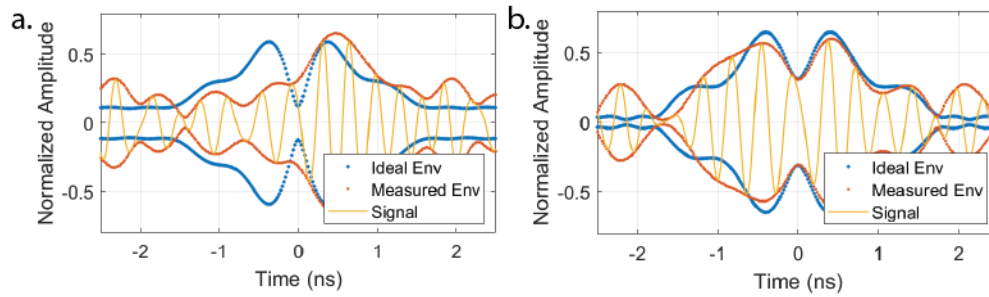 a.
Normalized Amplitude
0.5
0
-0.5
Ideal Env
Measured Env
Signal
-2
-1
0
1
2
Time (ns)
b.
Normalized Amplitude
0.5
0
-0.5
Ideal Env
Measured Env
Signal
-2
-1
0
1
2
Time (ns)